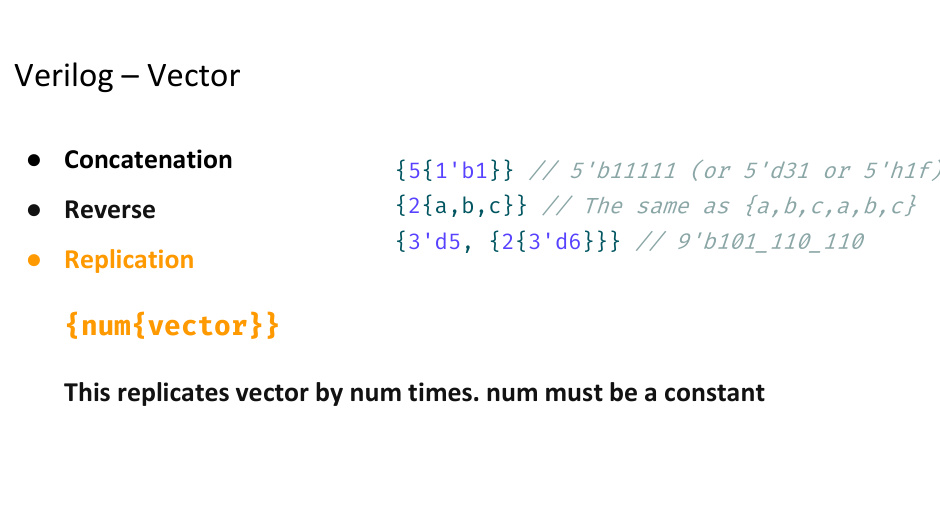 Verilog – Vector
● Concatenation
● Reverse
● Replication
{5{1'b1}} // 5'b11111 (or 5'd31 or 5'h1f)
{2{a,b,c}} // The same as {a,b,c,a,b,c}
{3'd5, {2{3'd6}}} // 9'b101_110_110
{num{vector}}
This replicates vector by num times. num must be a constant